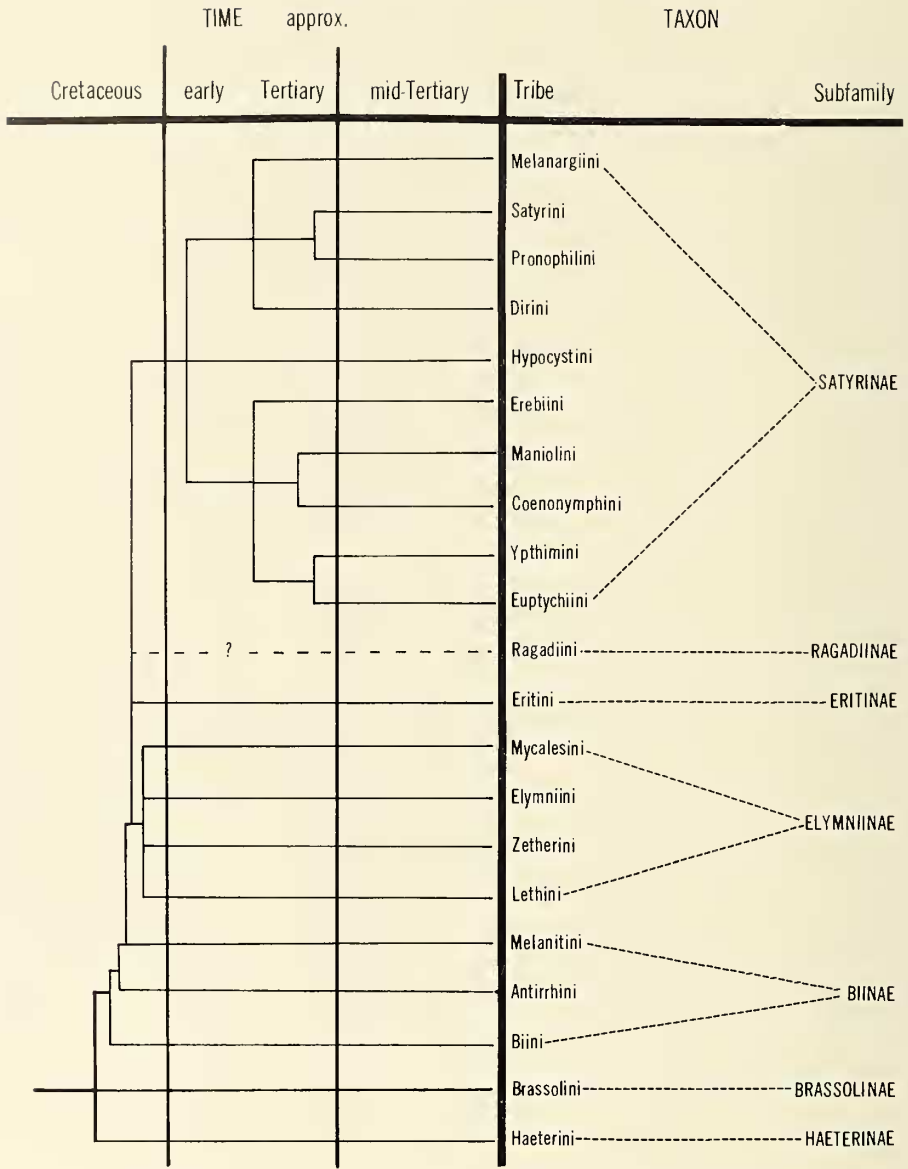 TIME approx. TAXON
Cretaceous early Tertiary mid-Tertiary Tribe Subfamily
Melanargiini
Satyrini
Pronophilini
Dirini
Hypocystini
SATYRINAE
Erebiini
Maniolini
Coenonymphini
Ypthimini
Euptychiini
? Ragadiini RAGADIINAE
Eritini ERITINAE
Mycalesini
Elymniini
ELYMNIINAE
Zetherini
Lethini
Melanitini
Antirrhini BIINAE
Biini
Brassolini BRASSOLINAE
Haeterini HAETERINAE